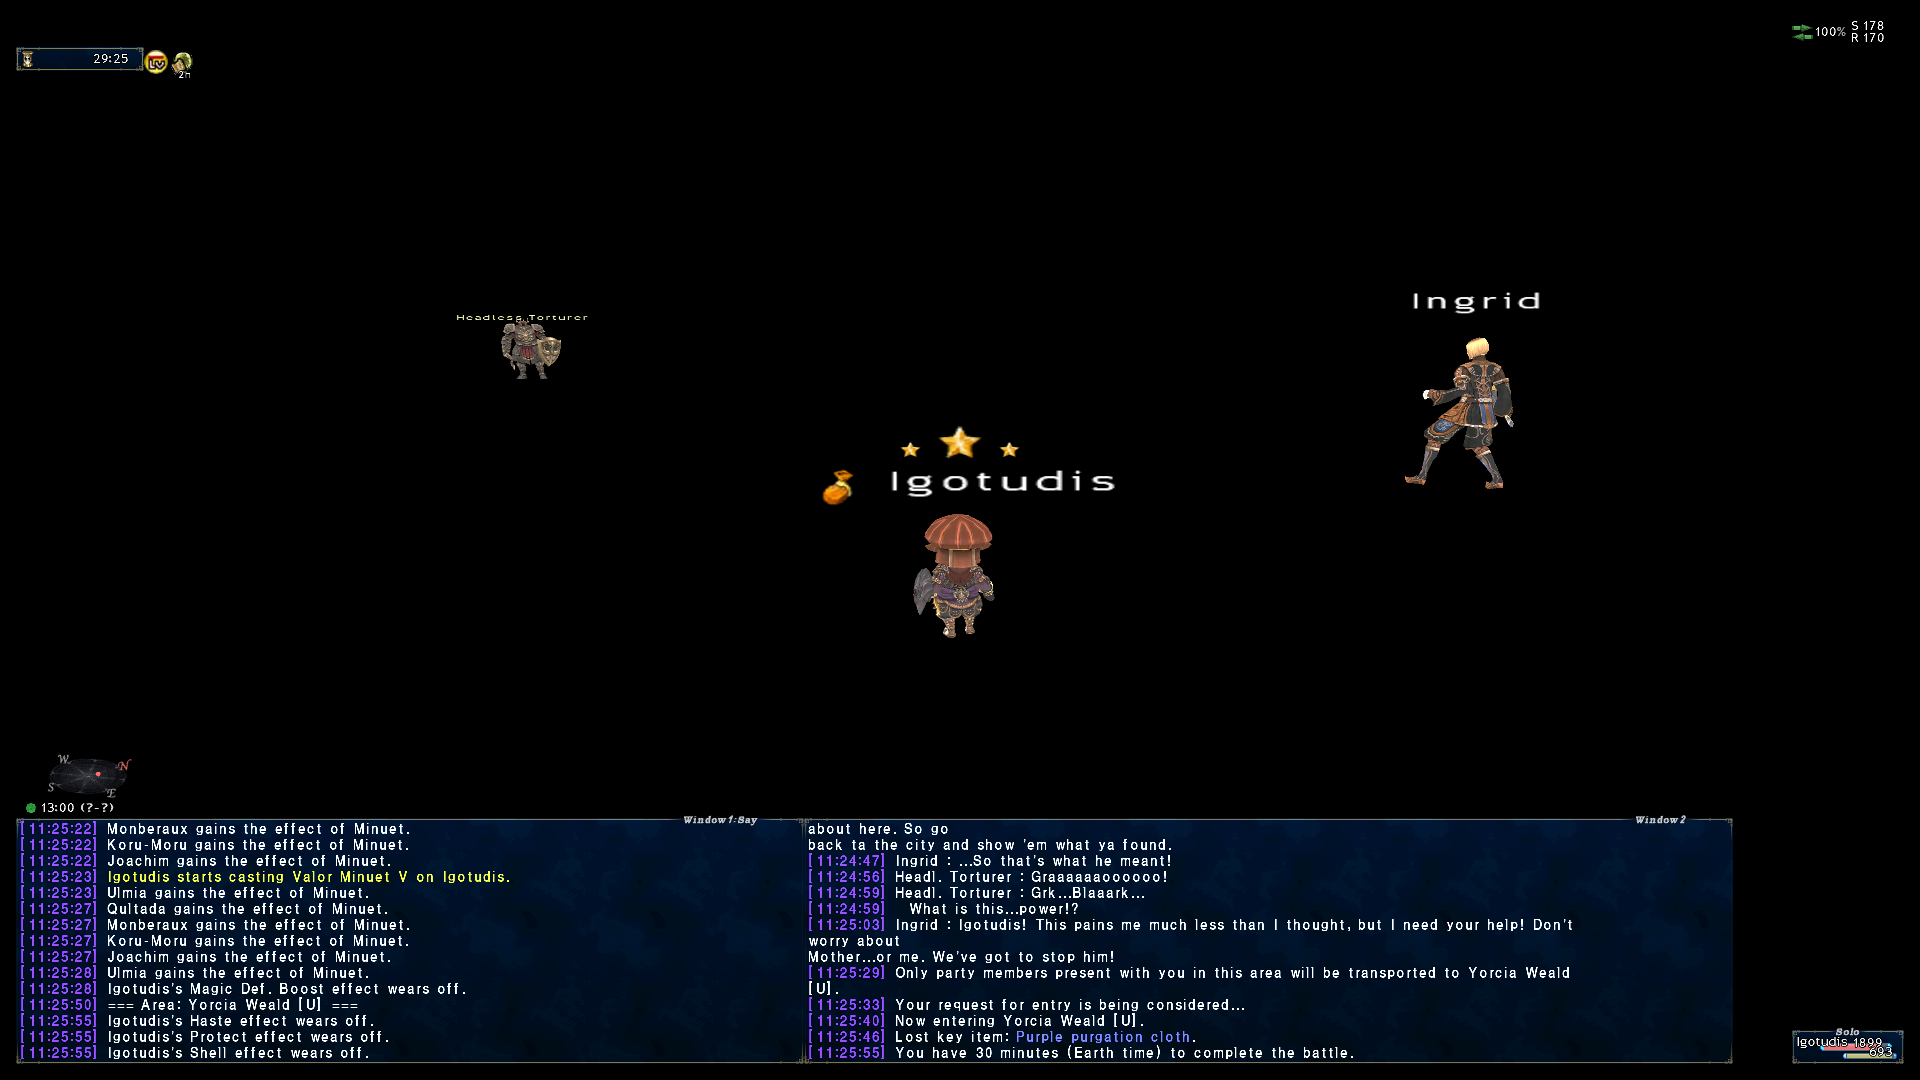 29:25
2h
100%
S 178
R 170
Ingrid
Headless Torturer
Igotudis
W
N
S
E
13:00 (?-?)
Window 1:Say
[11:25:22] Monberaux gains the effect of Minuet.
[11:25:22] Koru-Moru gains the effect of Minuet.
[11:25:22] Joachim gains the effect of Minuet.
[11:25:23] Igotudis starts casting Valor Minuet V on Igotudis.
[11:25:23] Ulmia gains the effect of Minuet.
[11:25:27] Qultada gains the effect of Minuet.
[11:25:27] Monberaux gains the effect of Minuet.
[11:25:27] Koru-Moru gains the effect of Minuet.
[11:25:27] Joachim gains the effect of Minuet.
[11:25:28] Ulmia gains the effect of Minuet.
[11:25:28] Igotudis's Magic Def. Boost effect wears off.
[11:25:50] === Area: Yorcia Weald [U] ===
[11:25:55] Igotudis's Haste effect wears off.
[11:25:55] Igotudis's Protect effect wears off.
[11:25:55] Igotudis's Shell effect wears off.
Window 2
about here. So go
back ta the city and show 'em what ya found.
[11:24:47] Ingrid : ...So that's what he meant!
[11:24:56] Headl. Torturer : Graaaaaaoooooo!
[11:24:59] Headl. Torturer : Grk...Blaaark...
[11:24:59] What is this...power!?
[11:25:03] Ingrid : Igotudis! This pains me much less than I thought, but I need your help! Don't
worry about
Mother...or me. We've got to stop him!
[11:25:29] Only party members present with you in this area will be transported to Yorcia Weald
[U].
[11:25:33] Your request for entry is being considered...
[11:25:40] Now entering Yorcia Weald [U].
[11:25:46] Lost key item: Purple purgation cloth.
[11:25:55] You have 30 minutes (Earth time) to complete the battle.
Solo
Igotudis 1899
693